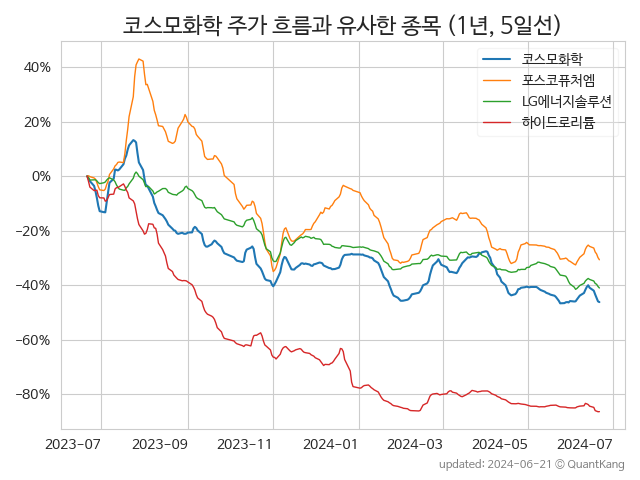 코스모화학 주가 흐름과 유사한 종목 (1년, 5일선)
코스모화학
포스코퓨처엠
LG에너지솔루션
하이드로리튬
40%
20%
0%
−20%
−40%
−60%
−80%
2023-07
2023-09
2023-11
2024-01
2024-03
2024-05
2024-07
updated: 2024-06-21 © QuantKang